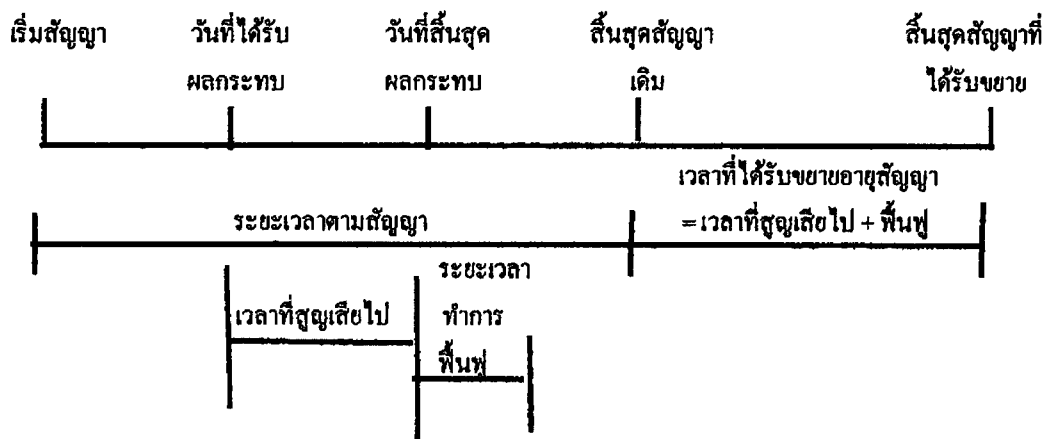 เริ่มสัญญา วันที่ได้รับ วันที่สิ้นสุด สิ้นสุดสัญญา สิ้นสุดสัญญาที่
ผลกระทบ ผลกระทบ เดิม ได้รับขยาย
เวลาที่ได้รับขยายอายุสัญญา
ระยะเวลาตามสัญญา =เวลาที่สูญเสียไป + ฟื้นฟู
ระยะเวลา
เวลาที่สูญเสียไป ทำการ
ฟื้นฟู